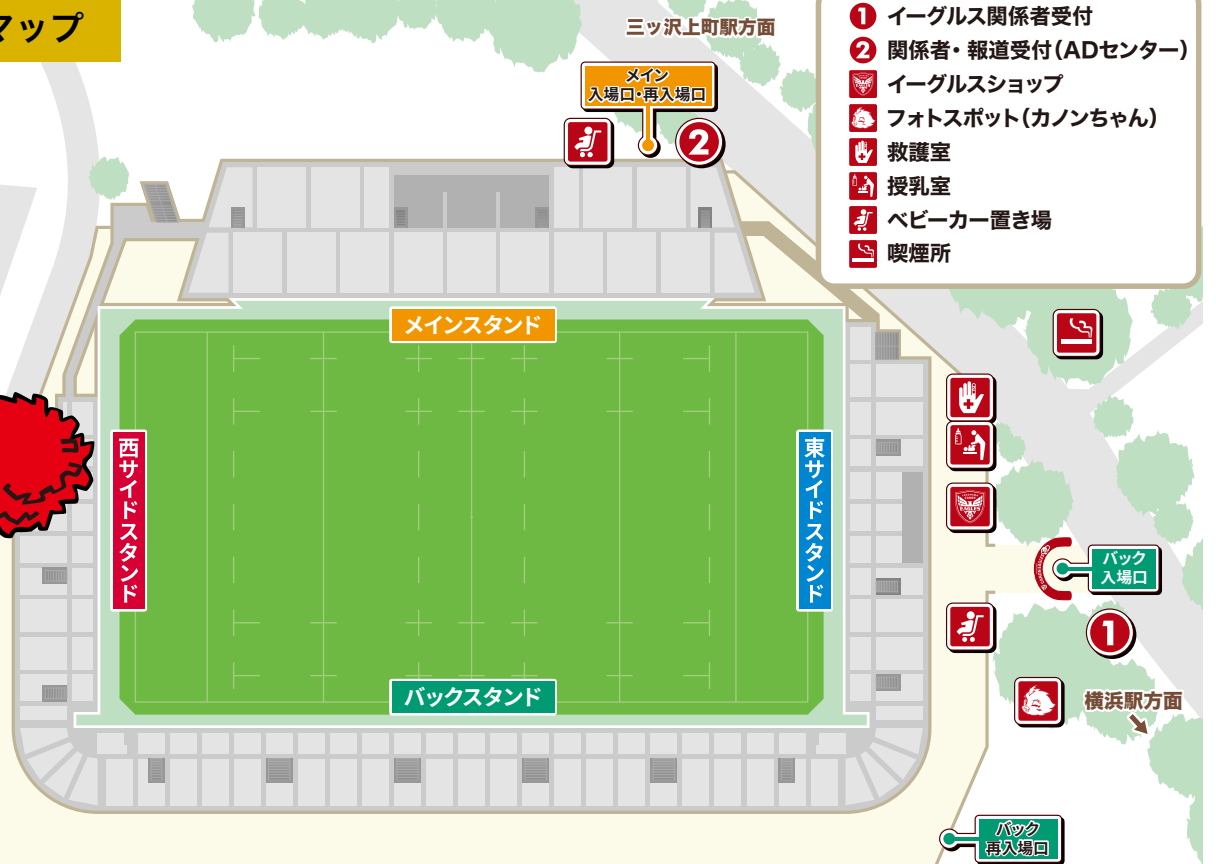 マップ
三ッ沢上町駅方面
1 イーグルス関係者受付
2 関係者・報道受付(ADセンター)
イーグルスショップ
フォトスポット(カノンちゃん)
救護室
授乳室
ベビーカー置き場
喫煙所
メイン
入場口・再入場口
2
メインスタンド
西サイドスタンド
東サイドスタンド
EAGLES
バック
入場口
1
バックスタンド
横浜駅方面
バック
再入場口